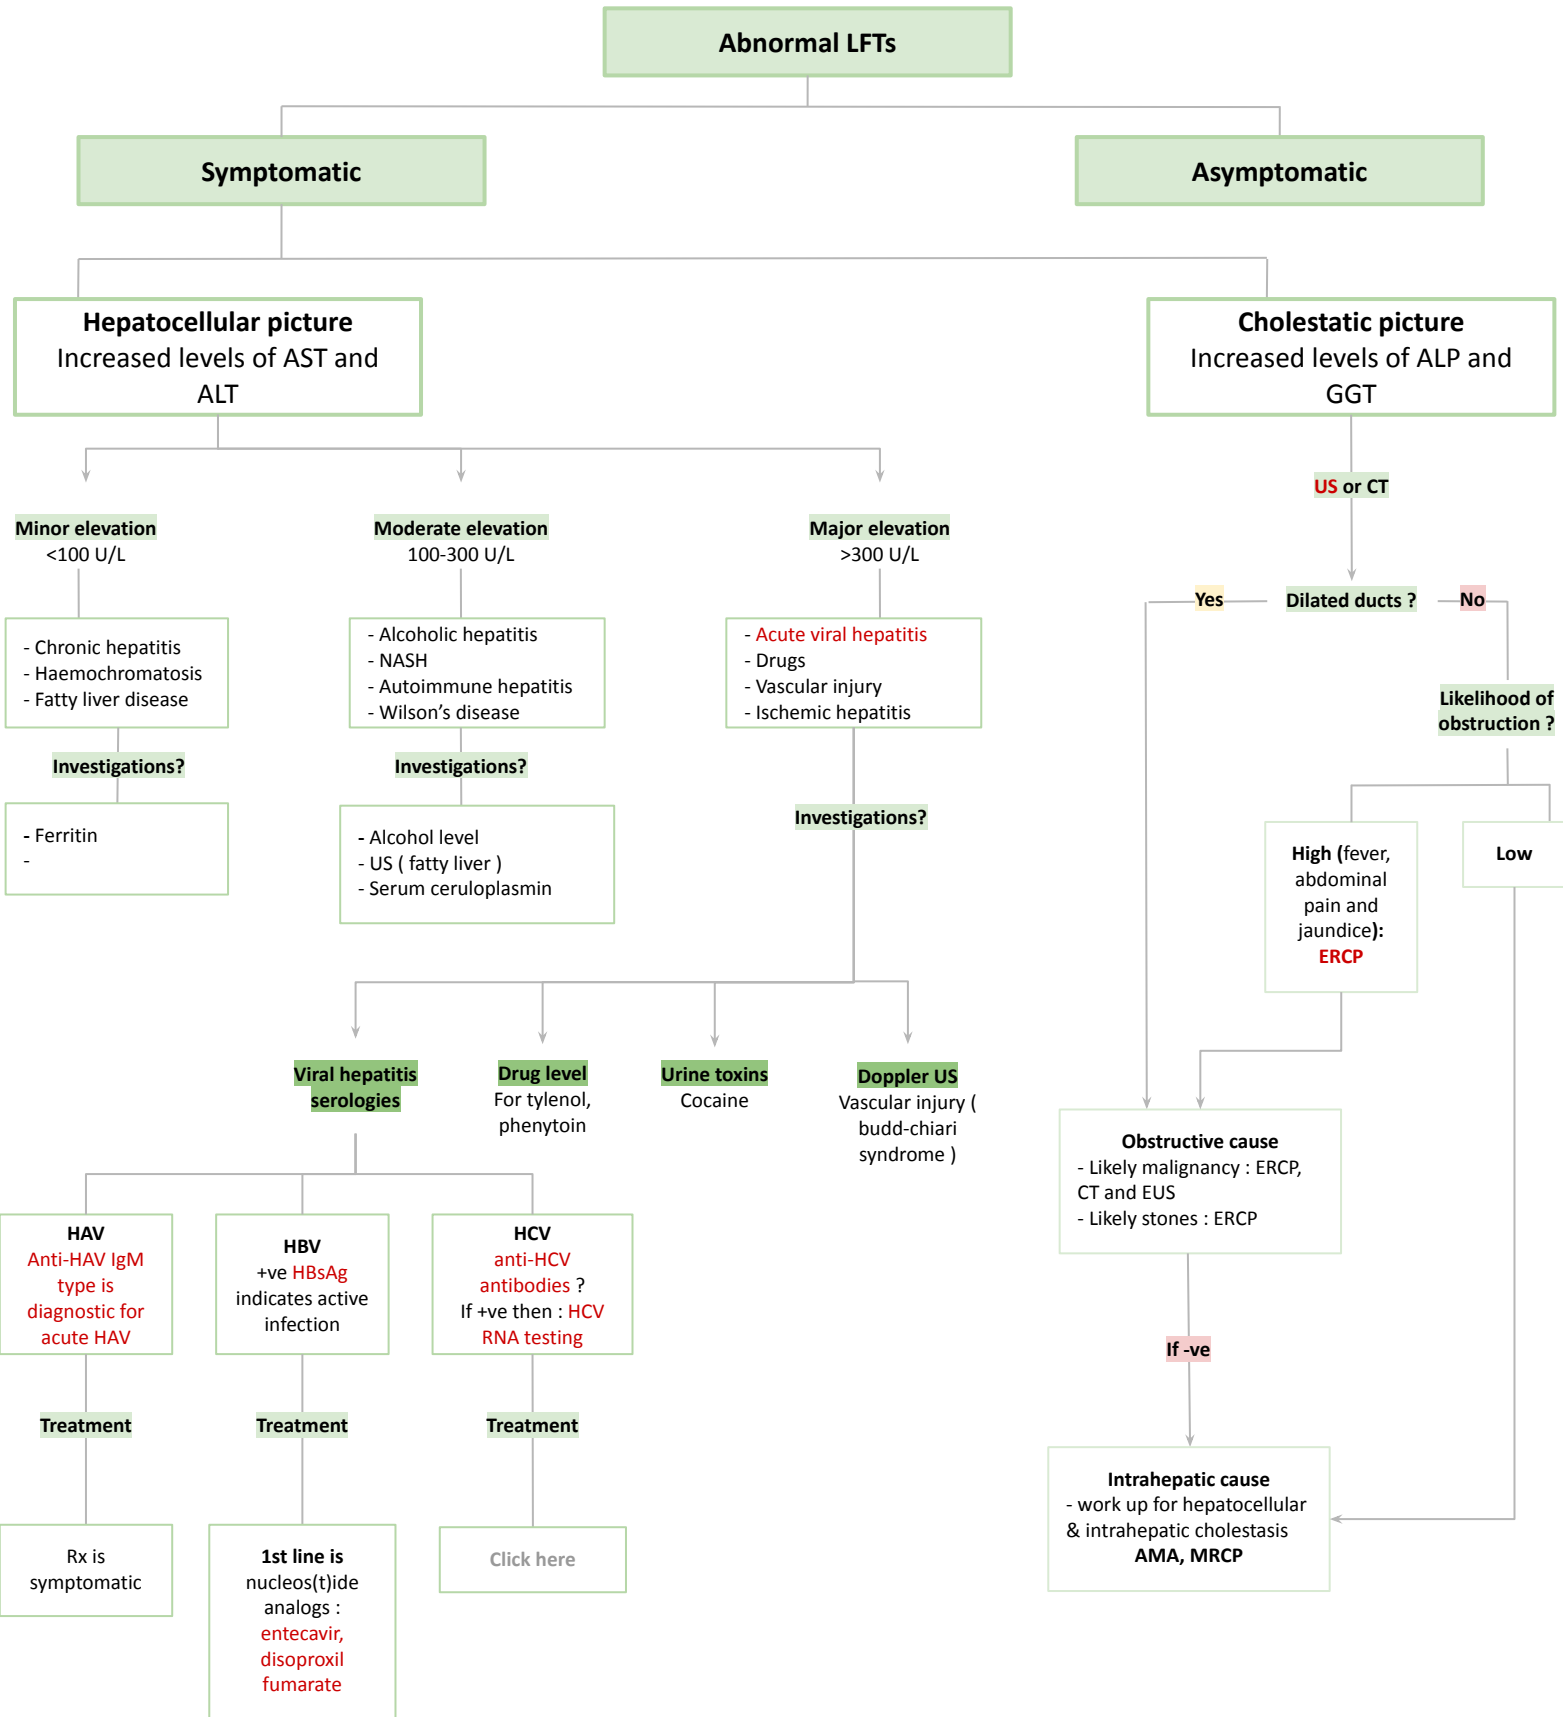 Abnormal LFTs
Symptomatic
Asymptomatic
Hepatocellular picture
Increased levels of AST and
ALT
Cholestatic picture
Increased levels of ALP and
GGT
Minor elevation
<100 U/L
Moderate elevation
100-300 U/L
Major elevation
>300 U/L
US or CT
Yes
Dilated ducts ?
No
- Chronic hepatitis
- Haemochromatosis
- Fatty liver disease
- Alcoholic hepatitis
- NASH
- Autoimmune hepatitis
- Wilson’s disease
- Acute viral hepatitis
- Drugs
- Vascular injury
- Ischemic hepatitis
Likelihood of
obstruction ?
Investigations?
Investigations?
Investigations?
- Ferritin
-
- Alcohol level
- US ( fatty liver )
- Serum ceruloplasmin
High (fever,
abdominal
pain and
jaundice):
ERCP
Low
Viral hepatitis
serologies
Drug level
For tylenol,
phenytoin
Urine toxins
Cocaine
Doppler US
Vascular injury (
budd-chiari
syndrome )
Obstructive cause
- Likely malignancy : ERCP,
CT and EUS
- Likely stones : ERCP
HAV
Anti-HAV IgM
type is
diagnostic for
acute HAV
HBV
+ve HBsAg
indicates active
infection
HCV
anti-HCV
antibodies ?
If +ve then : HCV
RNA testing
If -ve
Treatment
Treatment
Treatment
Intrahepatic cause
- work up for hepatocellular
& intrahepatic cholestasis
AMA, MRCP
Rx is
symptomatic
1st line is
nucleos(t)ide
analogs :
entecavir,
disoproxil
fumarate
Click here